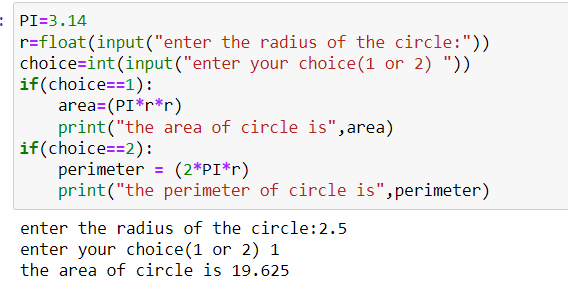 : PI=3.14
r=float(input("enter the radius of the circle:"))
choice=int(input("enter your choice(1 or 2) "))
if(choice==1):
    area=(PI*r*r)
    print("the area of circle is",area)
if(choice==2):
    perimeter = (2*PI*r)
    print("the perimeter of circle is",perimeter)
enter the radius of the circle:2.5
enter your choice(1 or 2) 1
the area of circle is 19.625